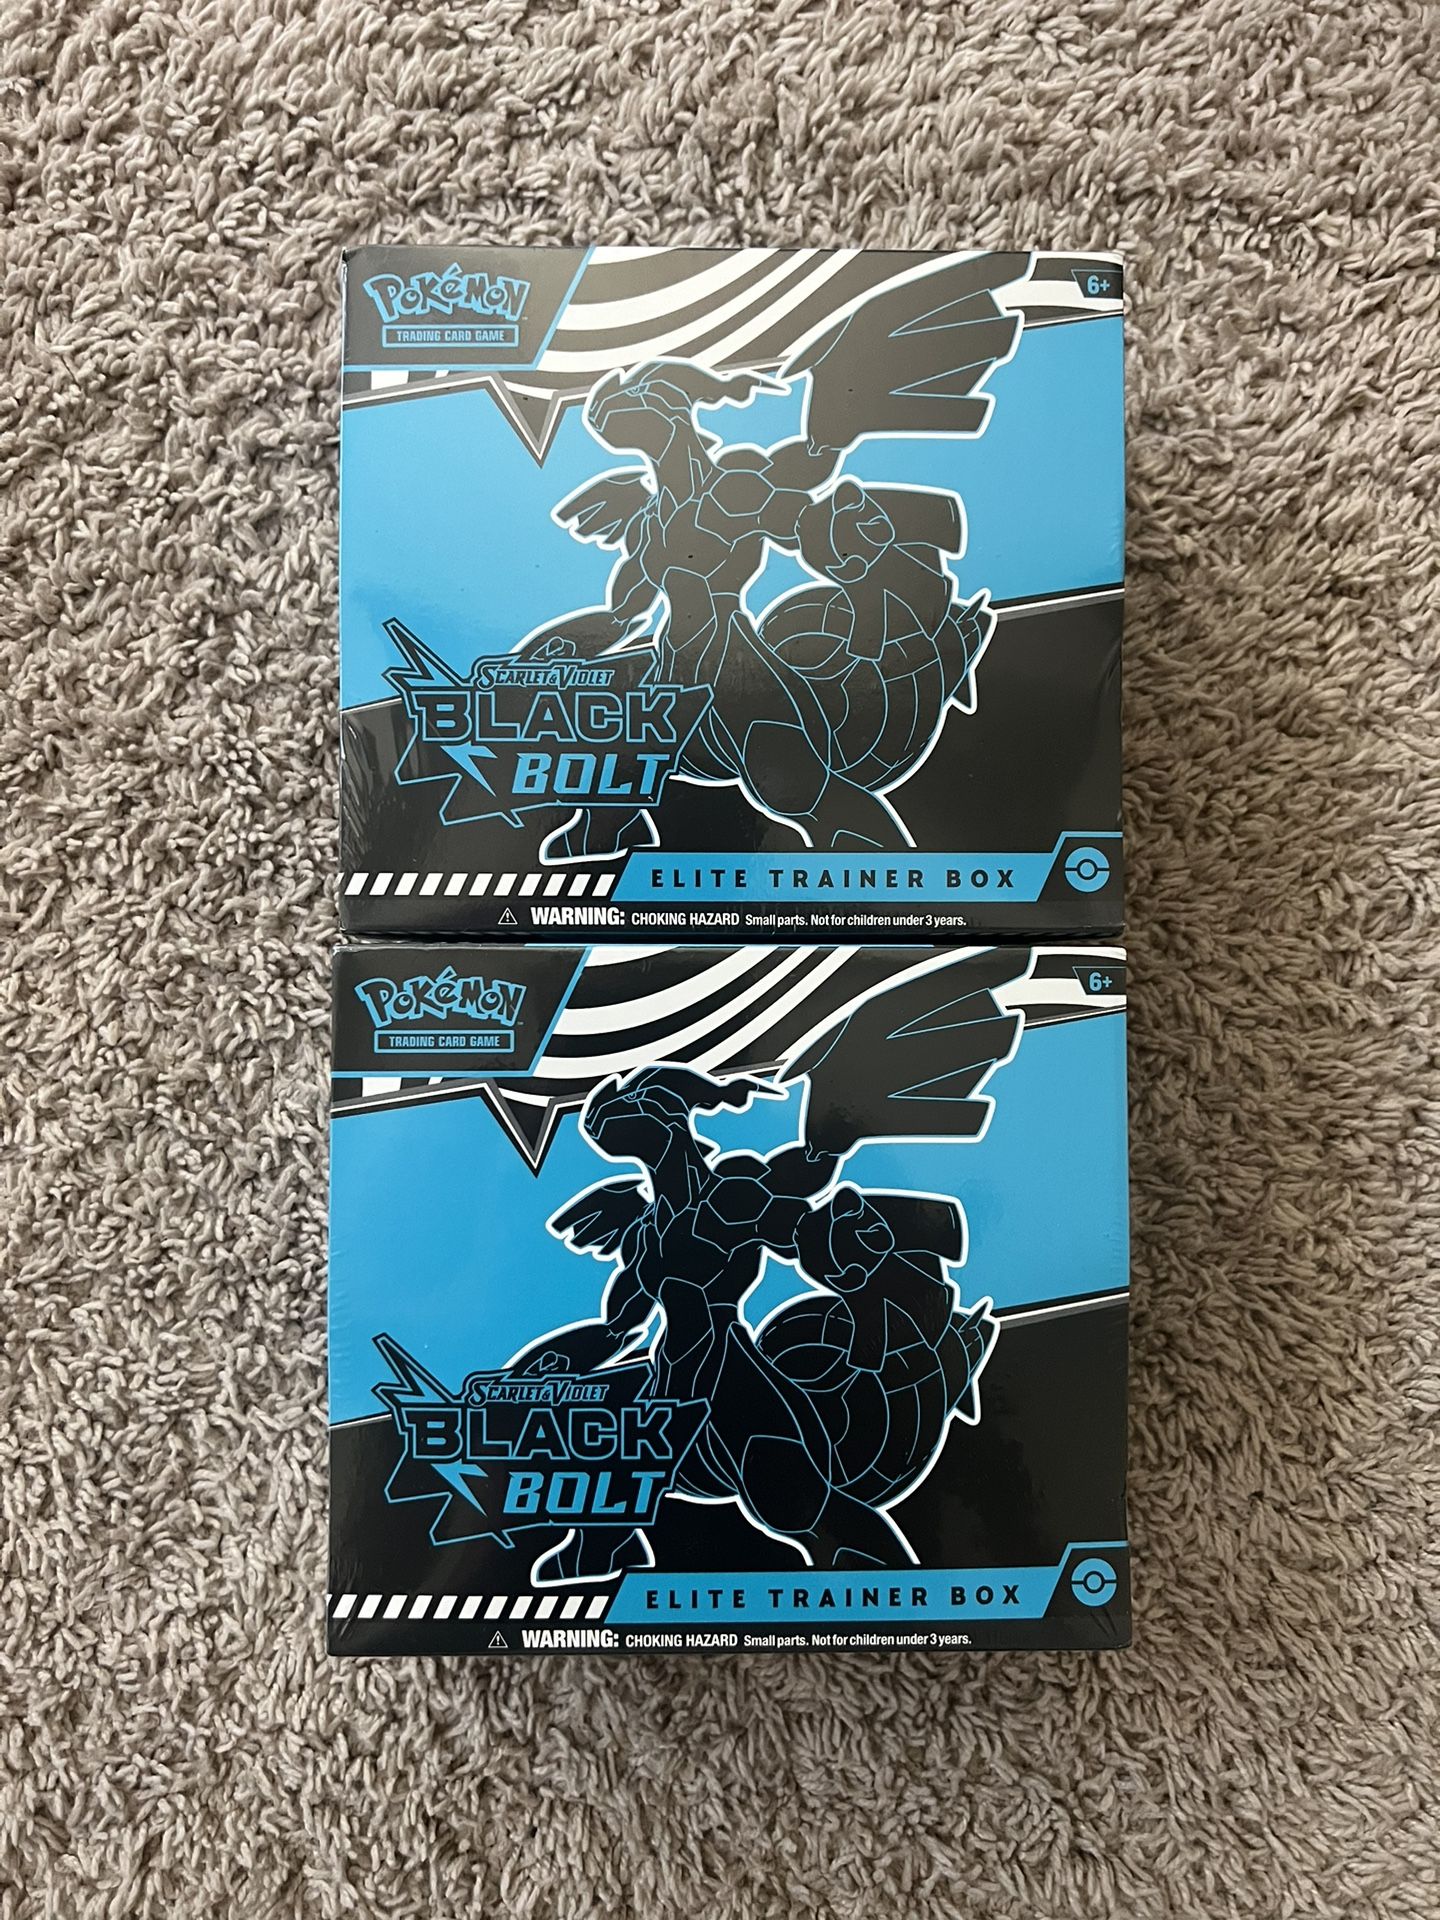 POKéMON
TRADING CARD GAME
6+
SCARLET & VIOLET
BLACK
BOLT
ELITE TRAINER BOX
⚠ WARNING: CHOKING HAZARD Small parts. Not for children under 3 years.
POKéMON
TRADING CARD GAME
6+
SCARLET & VIOLET
BLACK
BOLT
ELITE TRAINER BOX
⚠ WARNING: CHOKING HAZARD Small parts. Not for children under 3 years.